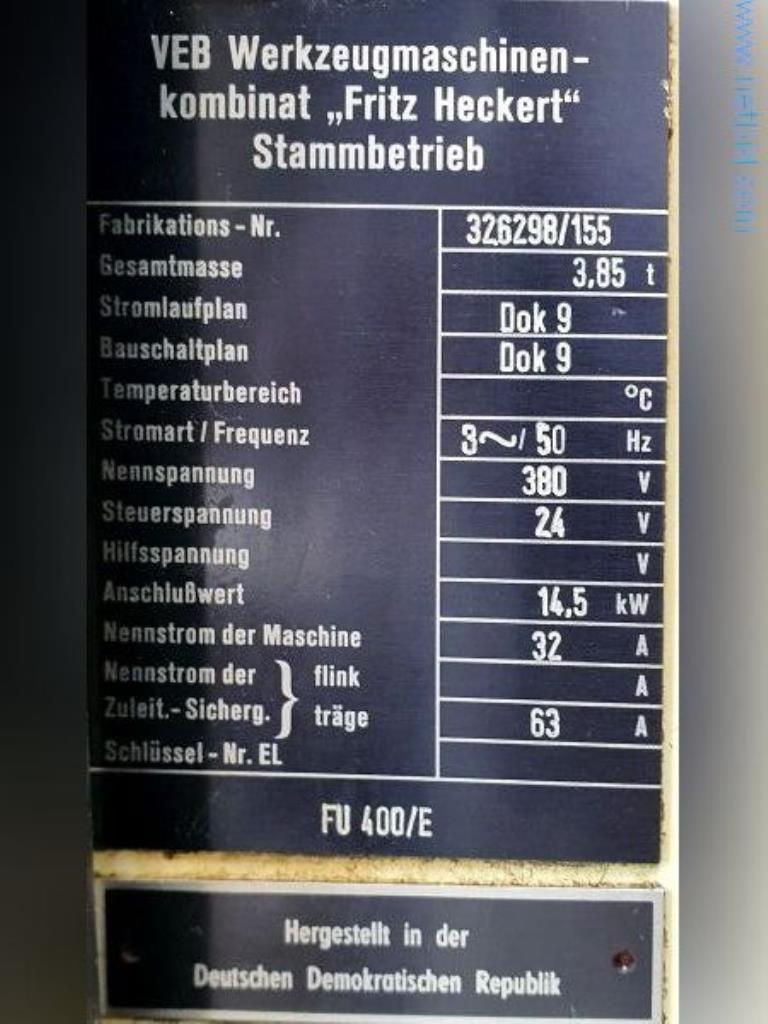 VEB Werkzeugmaschinen-
kombinat „Fritz Heckert“
Stammbetrieb
Fabrikations-Nr. 326298/155
Gesamtmasse 3,85 t
Stromlaufplan Dok 9
Bauschaltplan Dok 9
Temperaturbereich °C
Stromart / Frequenz 3~/ 50 Hz
Nennspannung 380 V
Steuerspannung 24 V
Hilfsspannung V
Anschlußwert 14,5 kW
Nennstrom der Maschine 32 A
Nennstrom der } flink A
Zuleit.-Sicherg. träge 63 A
Schlüssel-Nr. EL
FU 400/E
Hergestellt in der
Deutschen Demokratischen Republik